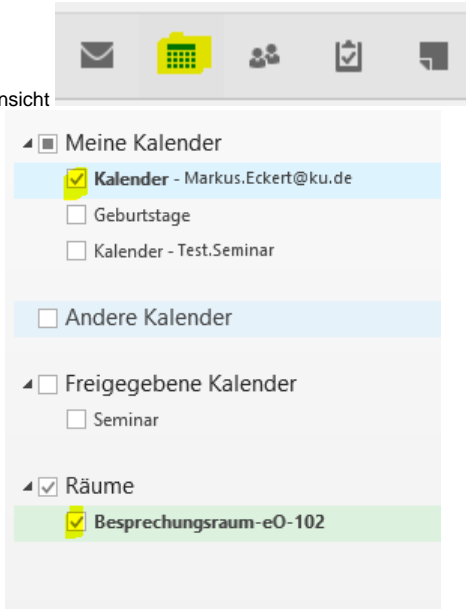 nsicht
Meine Kalender
Kalender - Markus.Eckert@ku.de
Geburtstage
Kalender - Test.Seminar
Andere Kalender
Freigegebene Kalender
Seminar
Räume
Besprechungsraum-eO-102